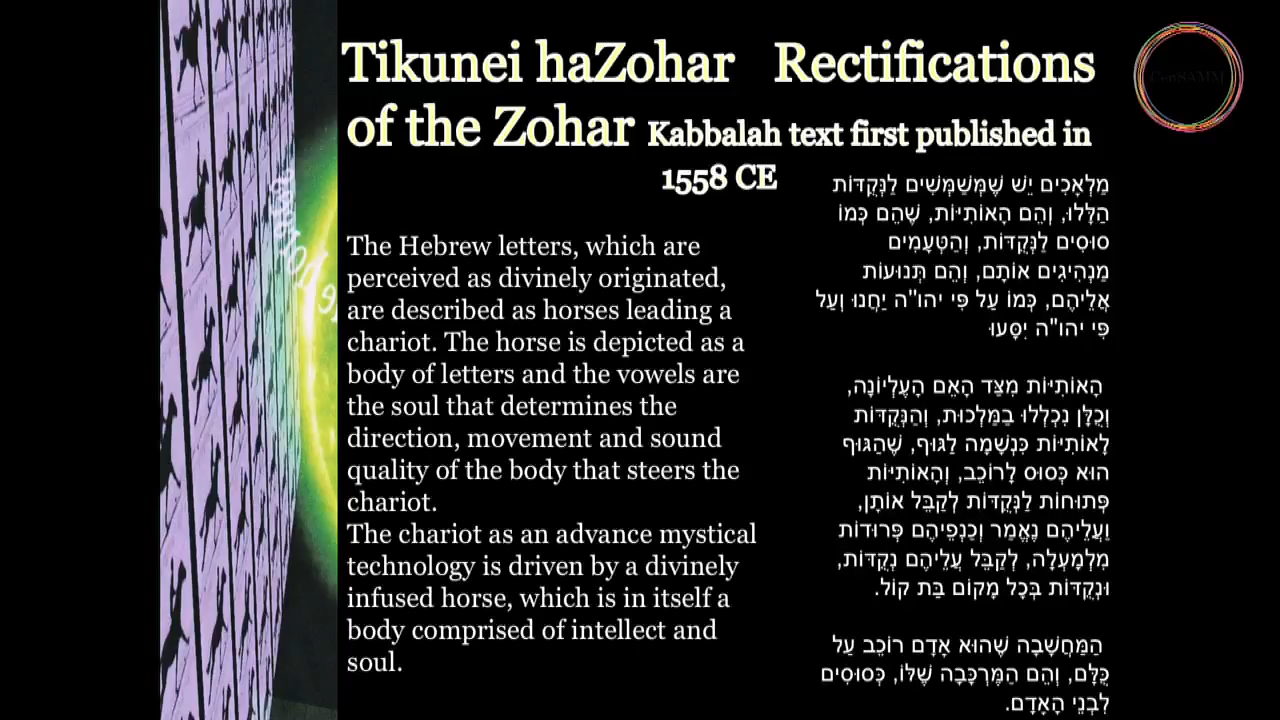 Tikunei haZohar Rectifications
of the Zohar Kabbalah text first published in
1558 CE
The Hebrew letters, which are
perceived as divinely originated,
are described as horses leading a
chariot. The horse is depicted as a
body of letters and the vowels are
the soul that determines the
direction, movement and sound
quality of the body that steers the
chariot.
The chariot as an advance mystical
technology is driven by a divinely
infused horse, which is in itself a
body comprised of intellect and
soul.
מַלְאָכִים יֵשׁ שֶׁמְּשַׁמְּשִׁים לַנְּקֻדּוֹת
הַלָּלוּ, וְהֵם הָאוֹתִיּוֹת, שֶׁהֵם כְּמוֹ
סוּסִים לַנְּקֻדּוֹת, וְהַטְּעָמִים
מַנְהִיגִים אוֹתָם, וְהֵם תְּנוּעוֹת
אֲלֵיהֶם, כְּמוֹ עַל פִּי יהו"ה יַחֲנוּ וְעַל
פִּי יהו"ה יִסָּעוּ
הָאוֹתִיּוֹת מִצַּד הָאֵם הָעֶלְיוֹנָה,
וְכֻלָּן נִכְלְלוּ בַמַּלְכוּת, וְהַנְּקֻדּוֹת
לָאוֹתִיּוֹת כִּנְשָׁמָה לַגּוּף, שֶׁהַגּוּף
הוּא כְּסוּס לָרוֹכֵב, וְהָאוֹתִיּוֹת
פְּתוּחוֹת לַנְּקֻדּוֹת לְקַבֵּל אוֹתָן,
וַעֲלֵיהֶם נֶאֱמַר וְכַנְפֵיהֶם פְּרוּדוֹת
מִלְמָעְלָה, לְקַבֵּל עֲלֵיהֶם נְקֻדּוֹת,
וּנְקֻדּוֹת בְּכָל מָקוֹם בַּת קוֹל.
הַמַּחֲשָׁבָה שֶׁהוּא אָדָם רוֹכֵב עַל
כֻּלָּם, וְהֵם הַמֶּרְכָּבָה שֶׁלּוֹ, כְּסוּסִים
לִבְנֵי הָאָדָם.
CenSAMM